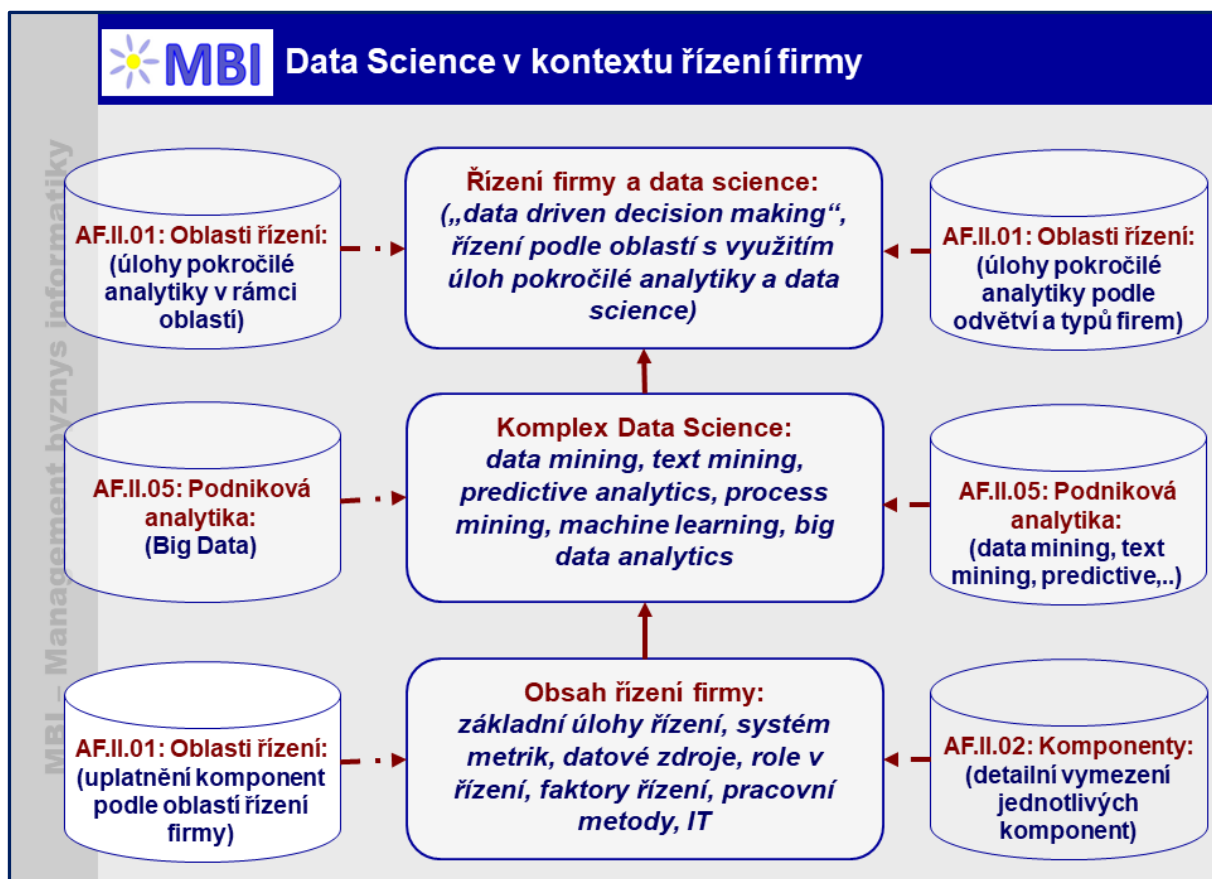 MBI
Data Science v kontextu řízení firmy
MBI – Management byznys informatiky
AF.II.01: Oblasti řízení:
(úlohy pokročilé
analytiky v rámci
oblastí)
Řízení firmy a data science:
(„data driven decision making“,
řízení podle oblastí s využitím
úloh pokročilé analytiky a data
science)
AF.II.01: Oblasti řízení:
(úlohy pokročilé
analytiky podle
odvětví a typů firem)
AF.II.05: Podniková
analytika:
(Big Data)
Komplex Data Science:
data mining, text mining,
predictive analytics, process
mining, machine learning, big
data analytics
AF.II.05: Podniková
analytika:
(data mining, text
mining, predictive,..)
AF.II.01: Oblasti řízení:
(uplatnění komponent
podle oblastí řízení
firmy)
Obsah řízení firmy:
základní úlohy řízení, systém
metrik, datové zdroje, role v
řízení, faktory řízení, pracovní
metody, IT
AF.II.02: Komponenty:
(detailní vymezení
jednotlivých
komponent)